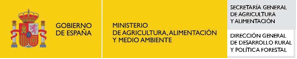 GOBIERNO
DE ESPAÑA
MINISTERIO
DE AGRICULTURA, ALIMENTACIÓN
Y MEDIO AMBIENTE
SECRETARÍA GENERAL
DE AGRICULTURA
Y ALIMENTACIÓN
DIRECCIÓN GENERAL
DE DESARROLLO RURAL
Y POLÍTICA FORESTAL